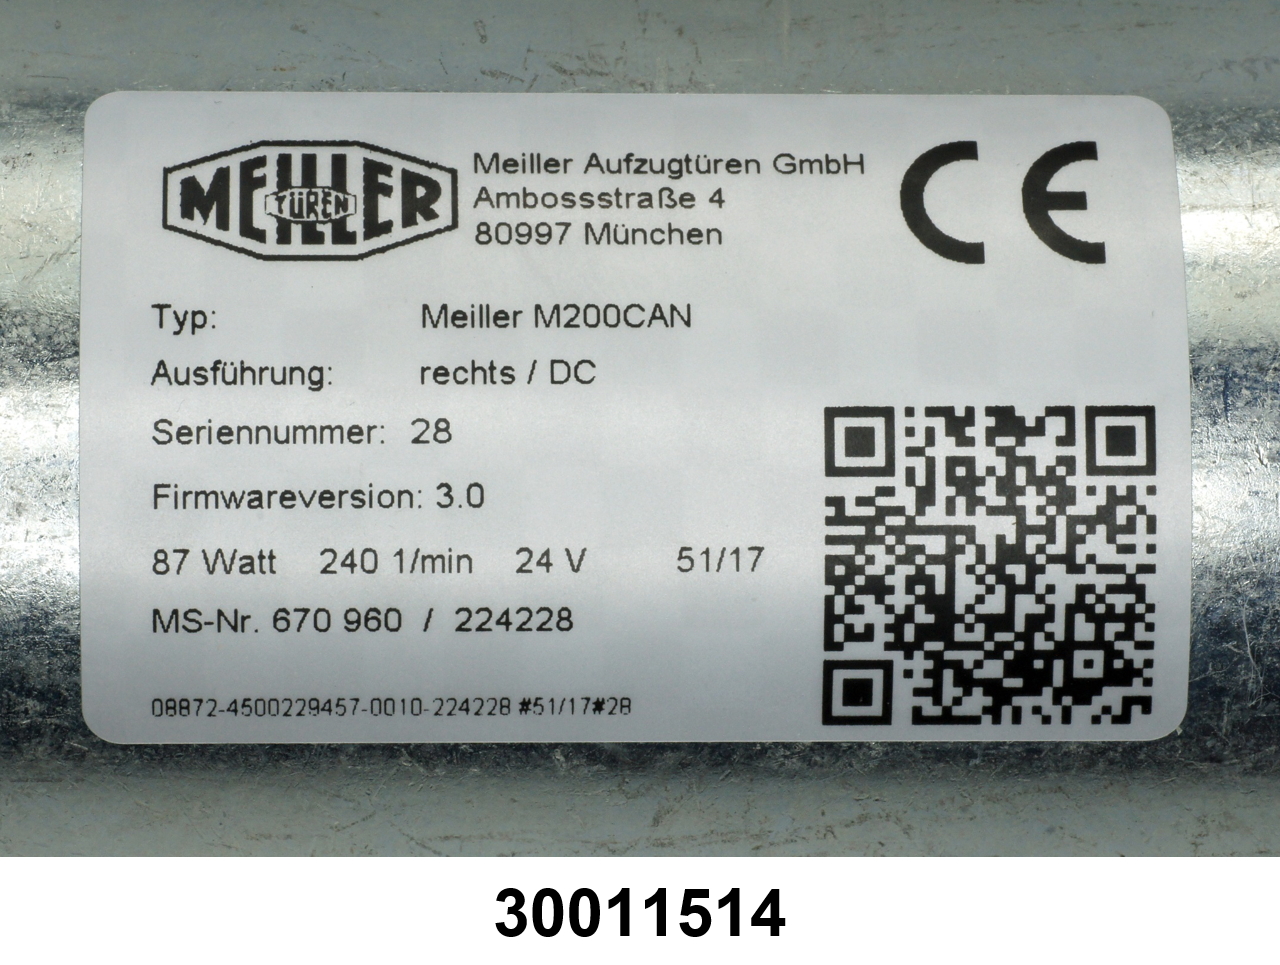 MEILLER
TÜREN
Meiller Aufzugtüren GmbH
Ambossstraße 4
80997 München
CE
Typ: Meiller M200CAN
Ausführung: rechts / DC
Seriennummer: 28
Firmwareversion: 3.0
87 Watt 240 1/min 24 V 51/17
MS-Nr. 670 960 / 224228
08872-4500229457-0010-224228 #51/17#28
30011514